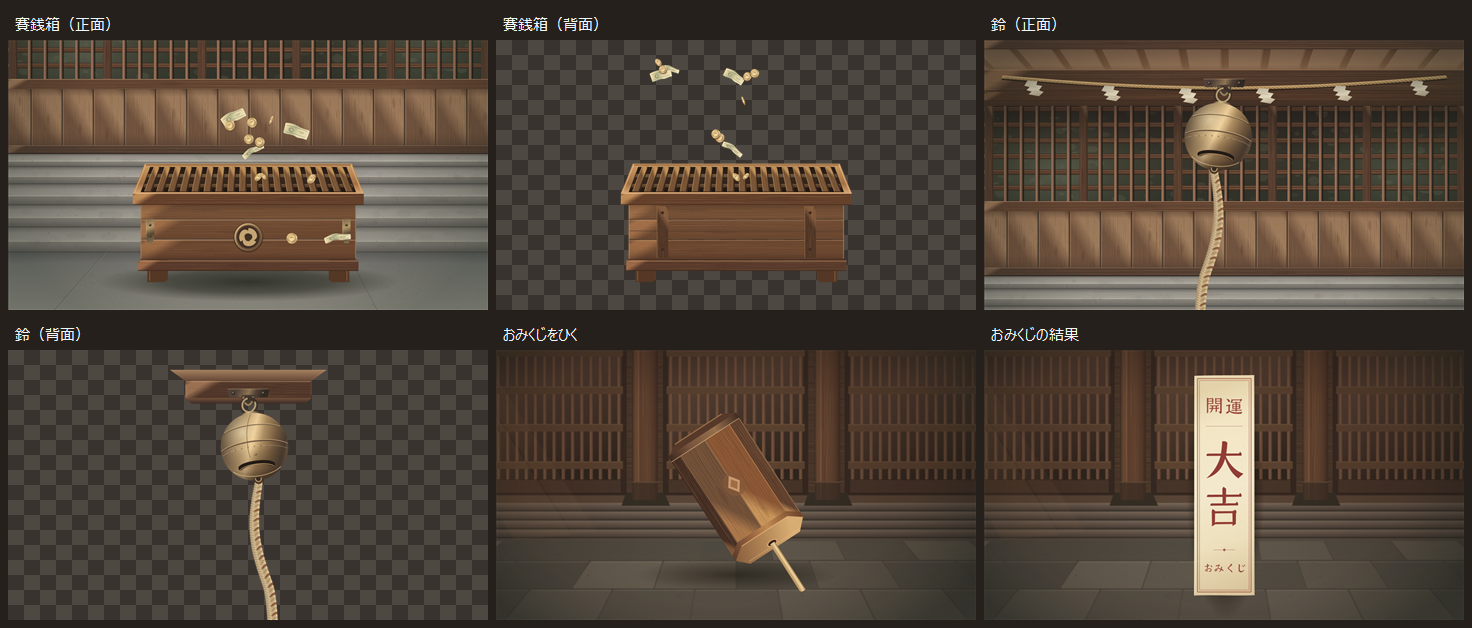 賽銭箱（正面）
賽銭箱（背面）
鈴（正面）
鈴（背面）
おみくじをひく
おみくじの結果
開運
大吉
おみくじ